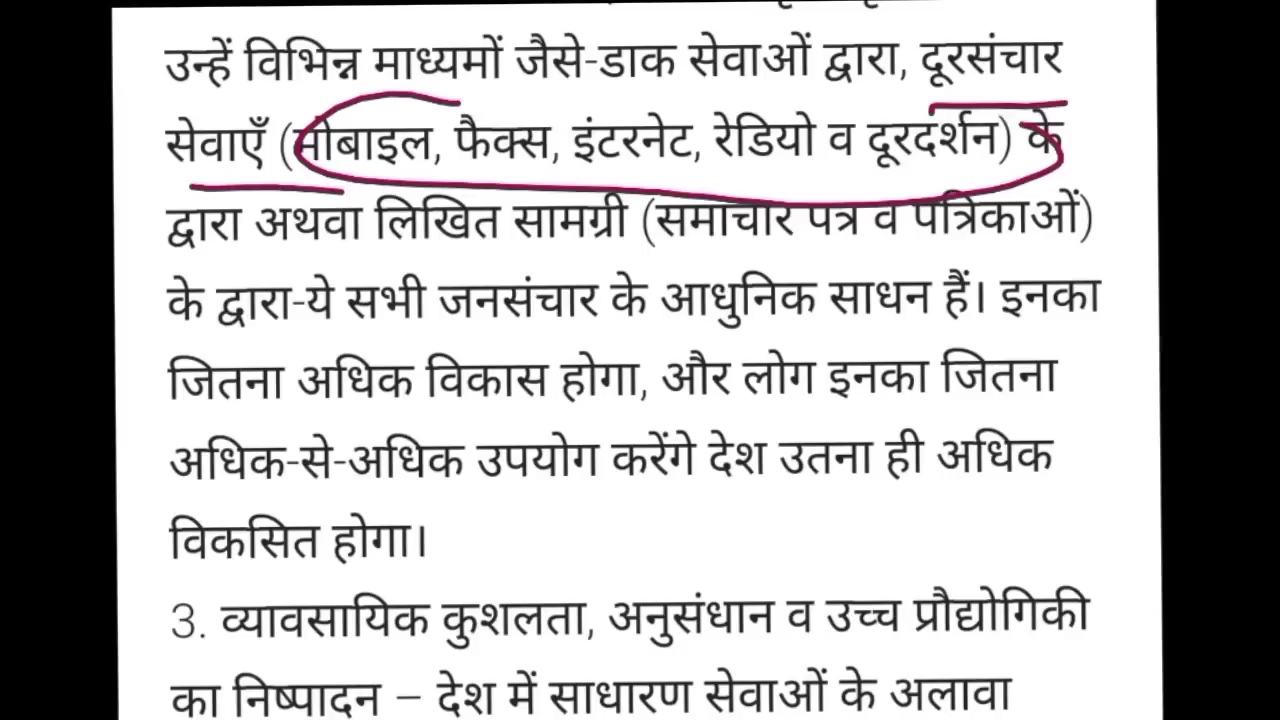 उन्हें विभिन्न माध्यमों जैसे-डाक सेवाओं द्वारा, दूरसंचार
सेवाएँ (मोबाइल, फैक्स, इंटरनेट, रेडियो व दूरदर्शन) के
द्वारा अथवा लिखित सामग्री (समाचार पत्र व पत्रिकाओं)
के द्वारा-ये सभी जनसंचार के आधुनिक साधन हैं। इनका
जितना अधिक विकास होगा, और लोग इनका जितना
अधिक-से-अधिक उपयोग करेंगे देश उतना ही अधिक
विकसित होगा।
3. व्यावसायिक कुशलता, अनुसंधान व उच्च प्रौद्योगिकी
का निष्पादन – देश में साधारण सेवाओं के अलावा